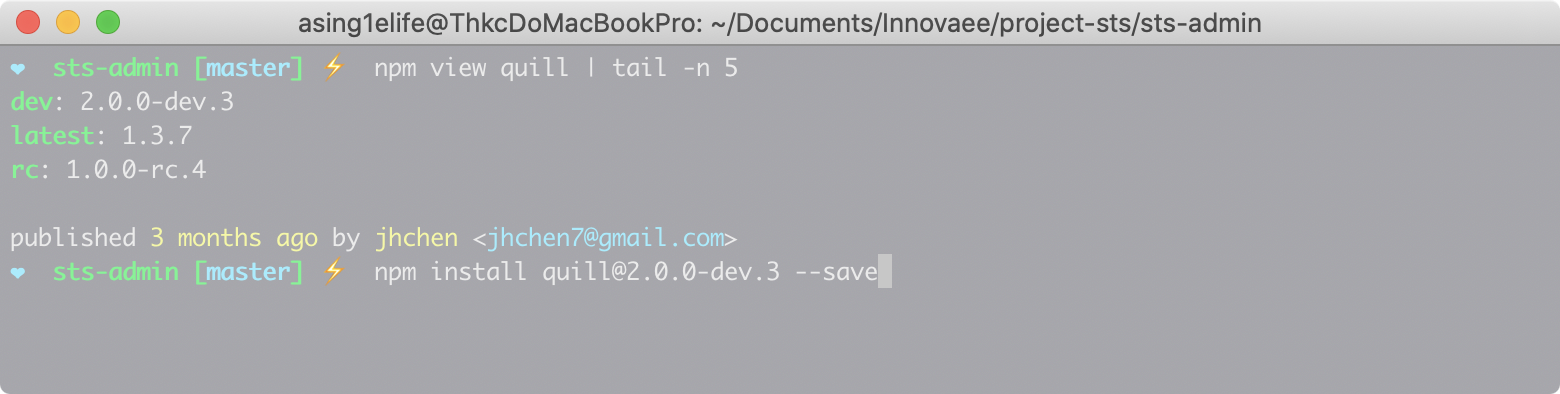 asing1elife@ThkcDoMacBookPro: ~/Documents/Innovaee/project-sts/sts-admin
❤ sts-admin [master] ⚡ npm view quill | tail -n 5
dev: 2.0.0-dev.3
latest: 1.3.7
rc: 1.0.0-rc.4
published 3 months ago by jhchen <jhchen7@gmail.com>
❤ sts-admin [master] ⚡ npm install quill@2.0.0-dev.3 --save